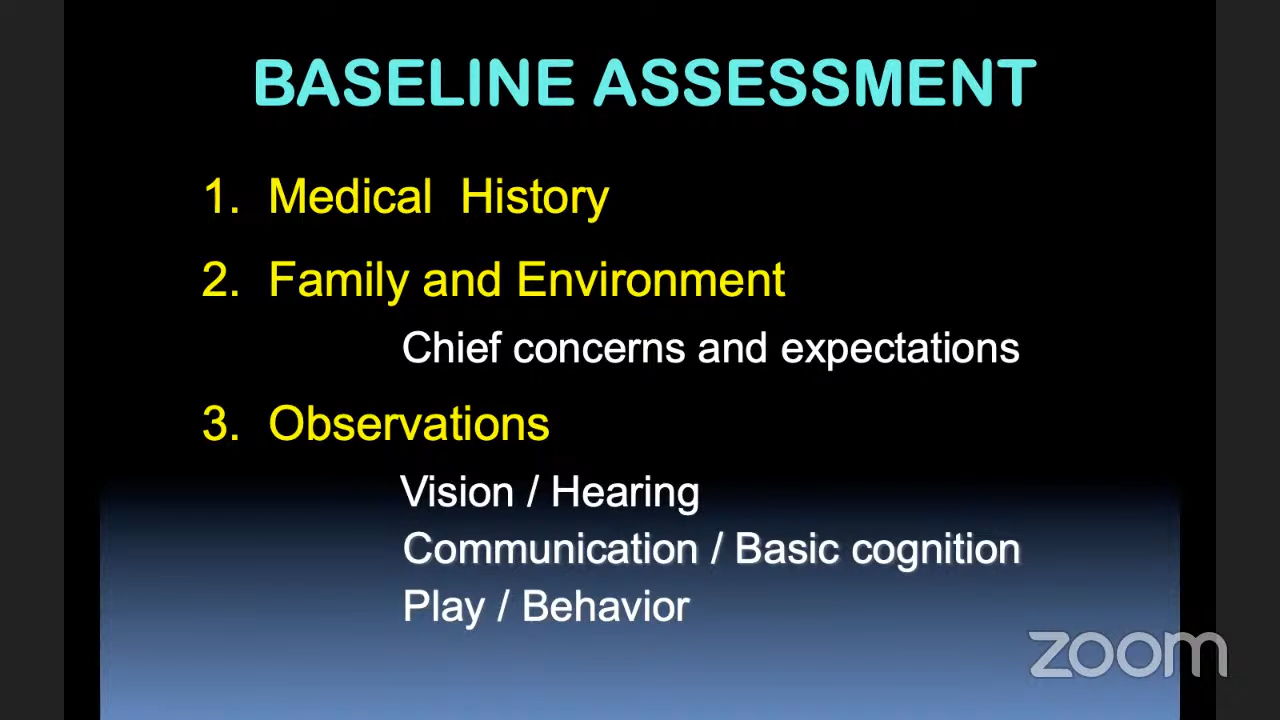 BASELINE ASSESSMENT
1. Medical History
2. Family and Environment
Chief concerns and expectations
3. Observations
Vision / Hearing
Communication / Basic cognition
Play / Behavior
zoom